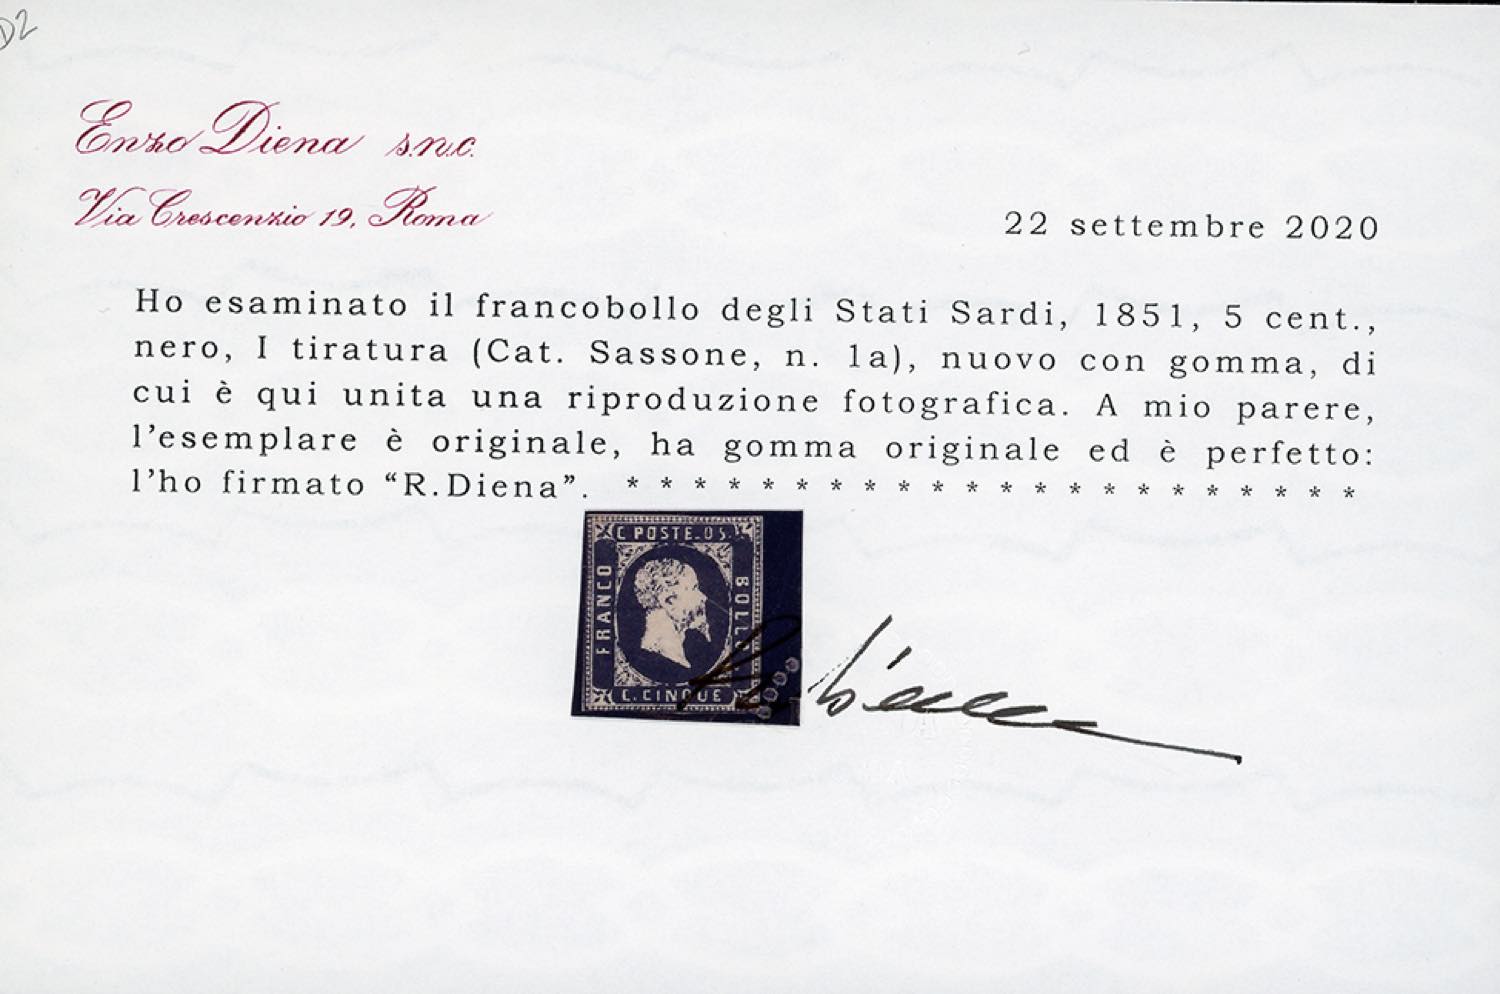 D2
Enzo Diena s.n.c.
Via Crescenzio 19, Roma
22 settembre 2020
Ho esaminato il francobollo degli Stati Sardi, 1851, 5 cent.,
nero, I tiratura (Cat. Sassone, n. 1a), nuovo con gomma, di
cui è qui unita una riproduzione fotografica. A mio parere,
l'esemplare è originale, ha gomma originale ed è perfetto:
l'ho firmato “R.Diena”. * * * * * * * * * * * * * * * * * * * * * *
C. POSTE. 05.
FRANCO
BOLLO
C. CINQUE
R. Diena